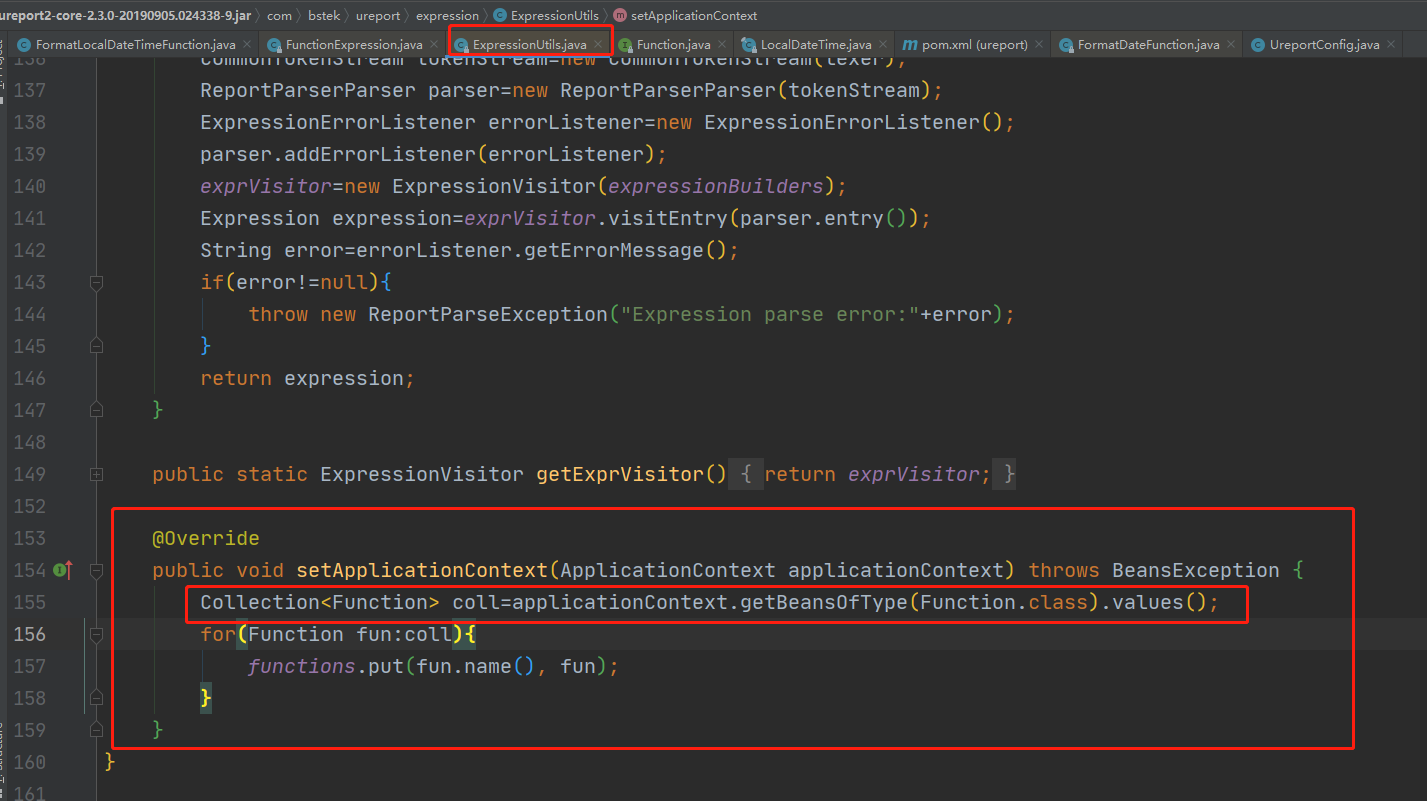 ureport2-core-2.3.0-20190905.024338-9.jar com bstek ureport expression ExpressionUtils setApplicationContext
FormatLocalDateTimeFunction.java FunctionExpression.java ExpressionUtils.java Function.java LocalDateTime.java pom.xml (ureport) FormatDateFunction.java UreportConfig.java
136 CommonTokenStream tokenStream=new CommonTokenStream(lexer);
137 ReportParserParser parser=new ReportParserParser(tokenStream);
138 ExpressionErrorListener errorListener=new ExpressionErrorListener();
139 parser.addErrorListener(errorListener);
140 exprVisitor=new ExpressionVisitor(expressionBuilders);
141 Expression expression=exprVisitor.visitEntry(parser.entry());
142 String error=errorListener.getErrorMessage();
143 if(error!=null){
144 throw new ReportParseException("Expression parse error:"+error);
145 }
146 return expression;
147 }
148
149 public static ExpressionVisitor getExprVisitor() { return exprVisitor; }
152
153 @Override
154 public void setApplicationContext(ApplicationContext applicationContext) throws BeansException {
155 Collection<Function> coll=applicationContext.getBeansOfType(Function.class).values();
156 for(Function fun:coll){
157 functions.put(fun.name(), fun);
158 }
159 }
160 }
161